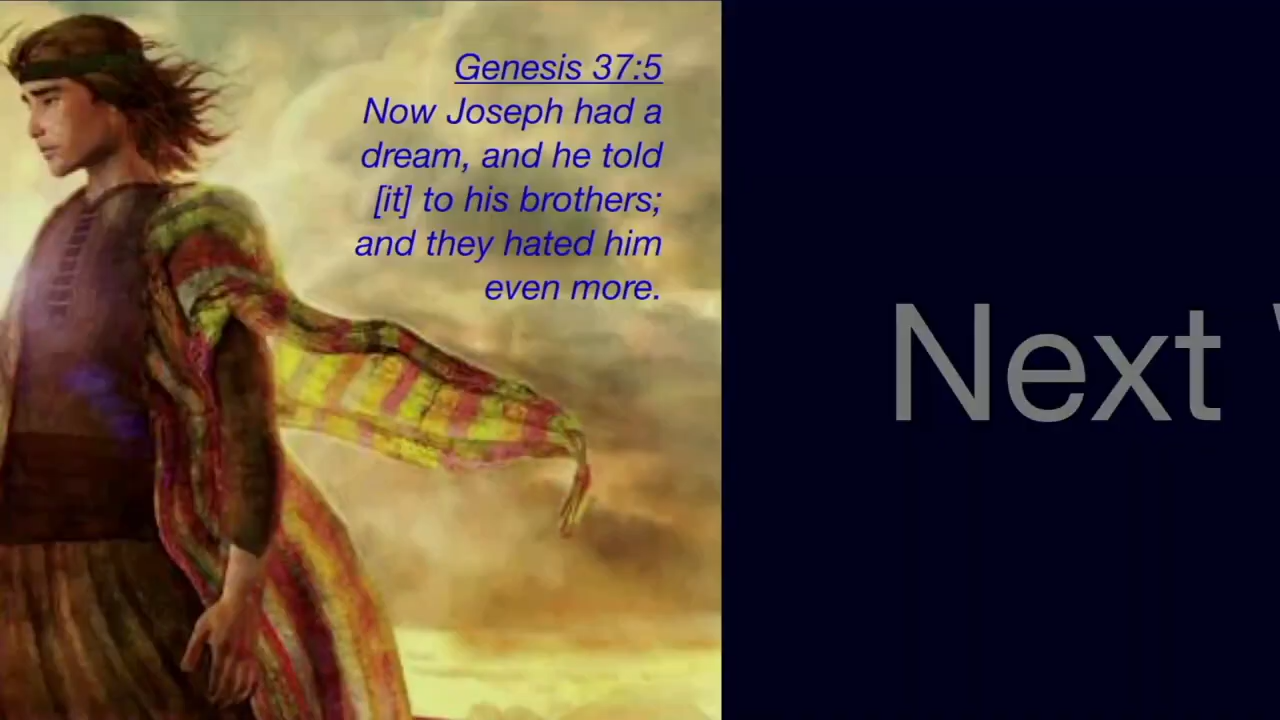 Genesis 37:5
Now Joseph had a
dream, and he told
[it] to his brothers;
and they hated him
even more.
Next